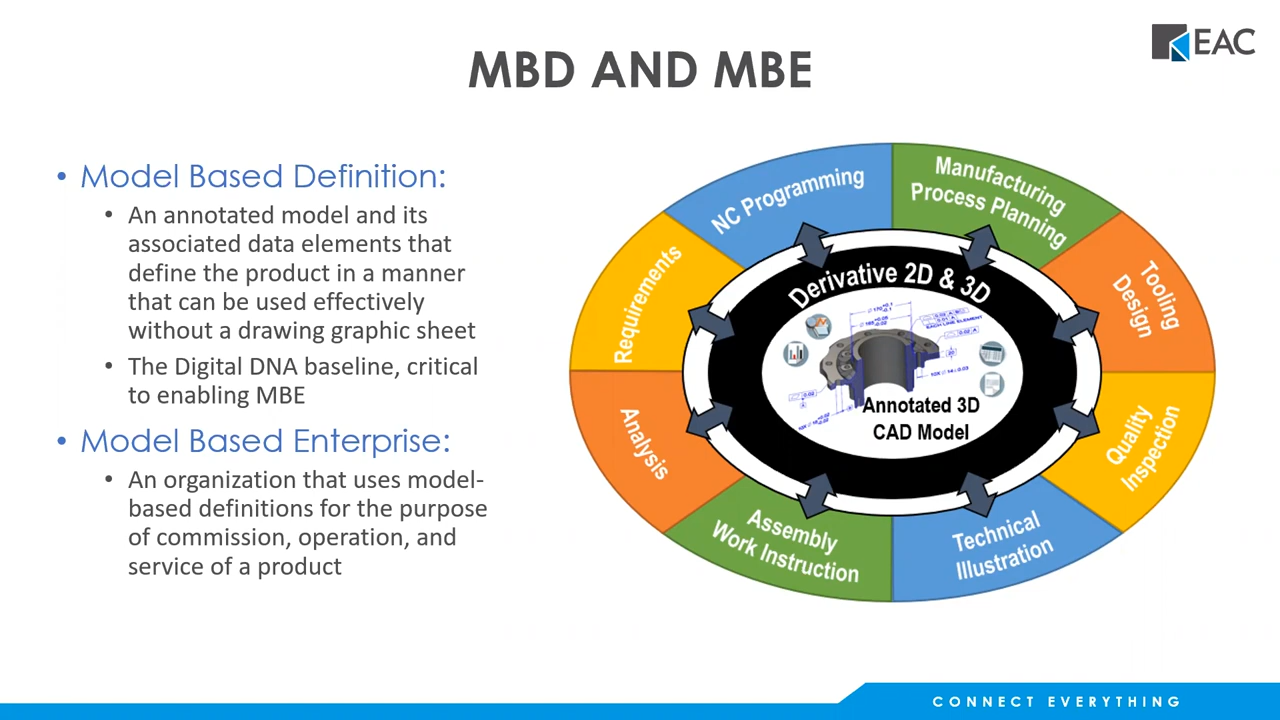 EAC
MBD AND MBE
• Model Based Definition:
• An annotated model and its
associated data elements that
define the product in a manner
that can be used effectively
without a drawing graphic sheet
• The Digital DNA baseline, critical
to enabling MBE
• Model Based Enterprise:
• An organization that uses model-
based definitions for the purpose
of commission, operation, and
service of a product
NC Programming
Manufacturing
Process Planning
Tooling
Design
Quality
Inspection
Technical
Illustration
Assembly
Work Instruction
Analysis
Requirements
Derivative 2D & 3D
EACH LINE ELEMENT
Annotated 3D
CAD Model
CONNECT EVERYTHING